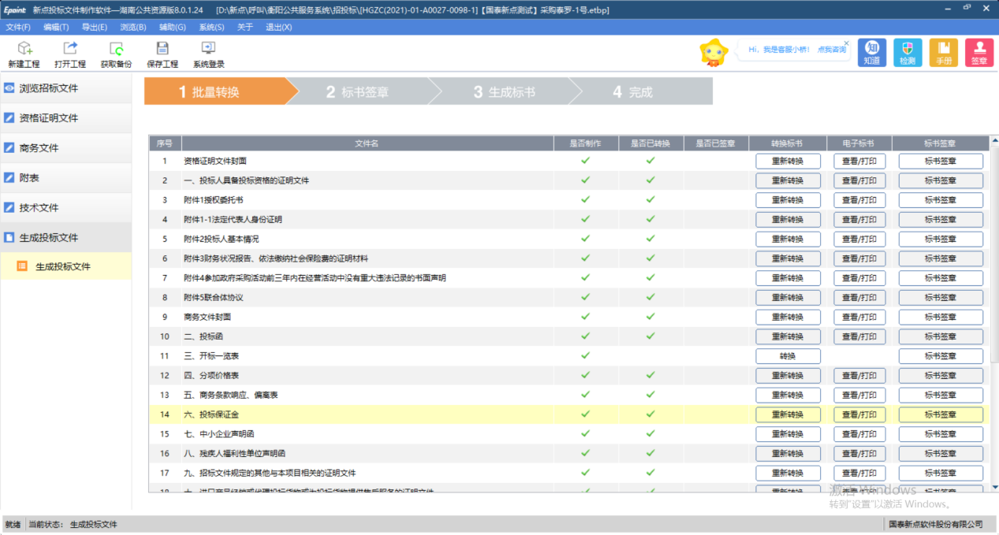 Epoint 新点投标文件制作软件—湖南公共资源版8.0.1.24 [D:\新点\呼叫\衡阳公共服务系统\招投标\[HGZC(2021)-01-A0027-0098-1]【国泰新点测试】采购泰罗-1号.etbp]
文件(F) 编辑(T) 导出(E) 浏览(B) 辅助(G) 系统(S) 关于 退出(X)
新建工程 打开工程 获取备份 保存工程 系统登录
Hi，我是客服小桥！ 点我咨询
知 知道 检测 手册 签章
浏览招标文件
资格证明文件
商务文件
附表
技术文件
生成投标文件
生成投标文件
1 批量转换 2 标书签章 3 生成标书 4 完成
序号 文件名 是否制作 是否已转换 是否已签章 转换标书 电子标书 标书签章
1 资格证明文件封面 重新转换 查看/打印 标书签章
2 一、投标人具备投标资格的证明文件 重新转换 查看/打印 标书签章
3 附件1授权委托书 重新转换 查看/打印 标书签章
4 附件1-1法定代表人身份证明 重新转换 查看/打印 标书签章
5 附件2投标人基本情况 重新转换 查看/打印 标书签章
6 附件3财务状况报告、依法缴纳社会保险费的证明材料 重新转换 查看/打印 标书签章
7 附件4参加政府采购活动前三年内在经营活动中没有重大违法记录的书面声明 重新转换 查看/打印 标书签章
8 附件5联合体协议 重新转换 查看/打印 标书签章
9 商务文件封面 重新转换 查看/打印 标书签章
10 二、投标函 重新转换 查看/打印 标书签章
11 三、开标一览表 转换 标书签章
12 四、分项价格表 重新转换 查看/打印 标书签章
13 五、商务条款响应、偏离表 重新转换 查看/打印 标书签章
14 六、投标保证金 重新转换 查看/打印 标书签章
15 七、中小企业声明函 重新转换 查看/打印 标书签章
16 八、残疾人福利性单位声明函 重新转换 查看/打印 标书签章
17 九、招标文件规定的其他与本项目相关的证明文件 重新转换 查看/打印 标书签章
激活 Windows
转到"设置"以激活 Windows。
就绪 当前状态： 生成投标文件 国泰新点软件股份有限公司